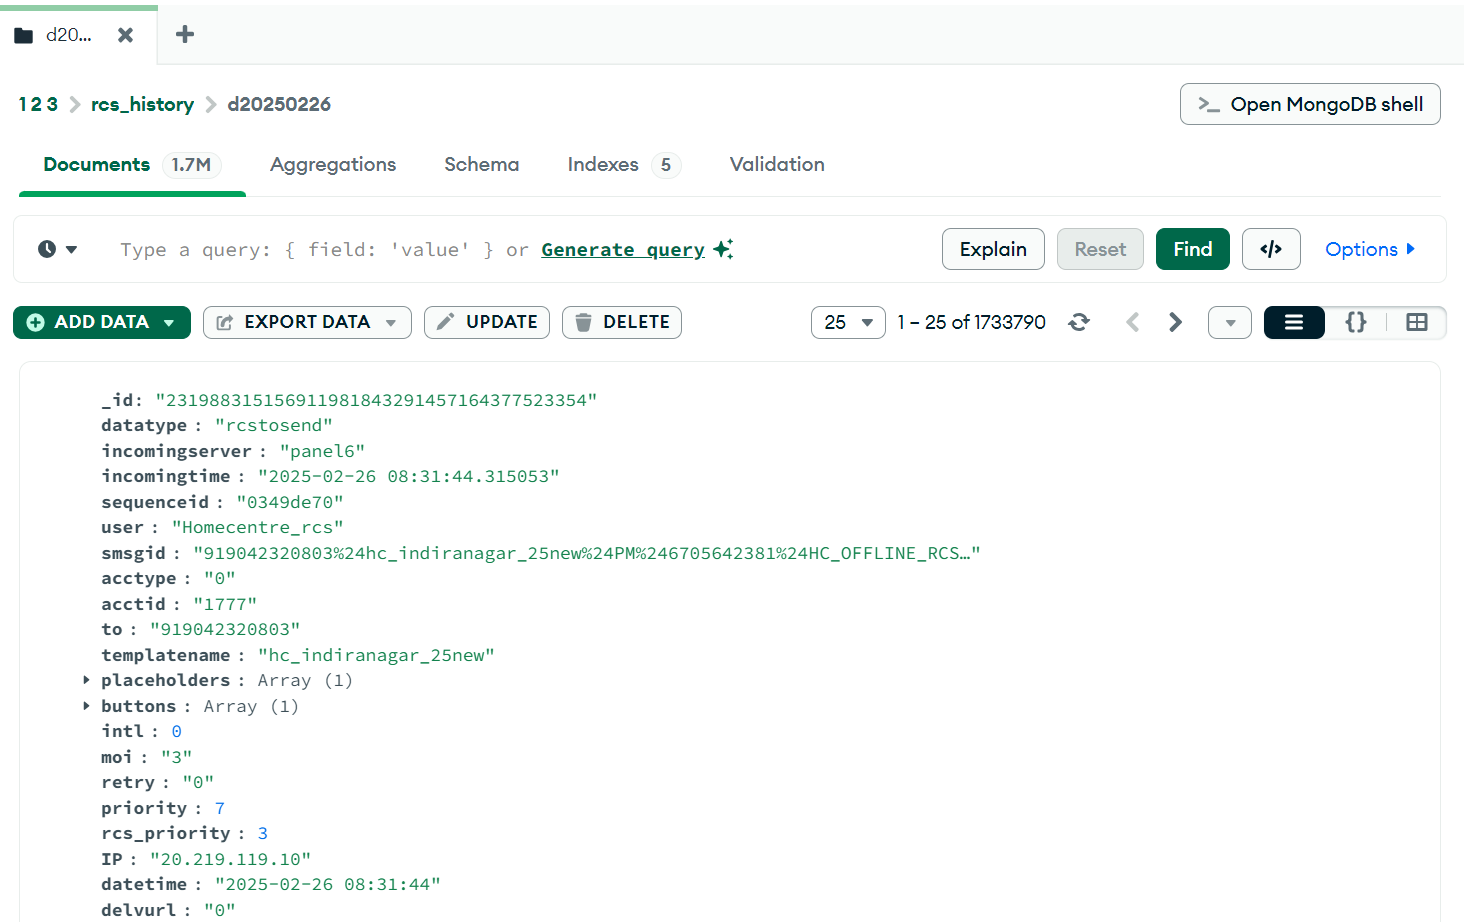 d20...
1 2 3 rcs_history d20250226
>_ Open MongoDB shell
Documents 1.7M Aggregations Schema Indexes 5 Validation
Type a query: { field: 'value' } or Generate query Explain Reset Find </> Options
ADD DATA EXPORT DATA UPDATE DELETE 25 1 – 25 of 1733790 {}
_id: "231988315156911981843291457164377523354"
datatype : "rcstosend"
incomingserver : "panel6"
incomingtime : "2025-02-26 08:31:44.315053"
sequenceid : "0349de70"
user : "Homecentre_rcs"
smsgid : "919042320803%24hc_indiranagar_25new%24PM%246705642381%24HC_OFFLINE_RCS…"
acctype : "0"
acctid : "1777"
to : "919042320803"
templatename : "hc_indiranagar_25new"
placeholders : Array (1)
buttons : Array (1)
intl : 0
moi : "3"
retry : "0"
priority : 7
rcs_priority : 3
IP : "20.219.119.10"
datetime : "2025-02-26 08:31:44"
delvurl : "0"